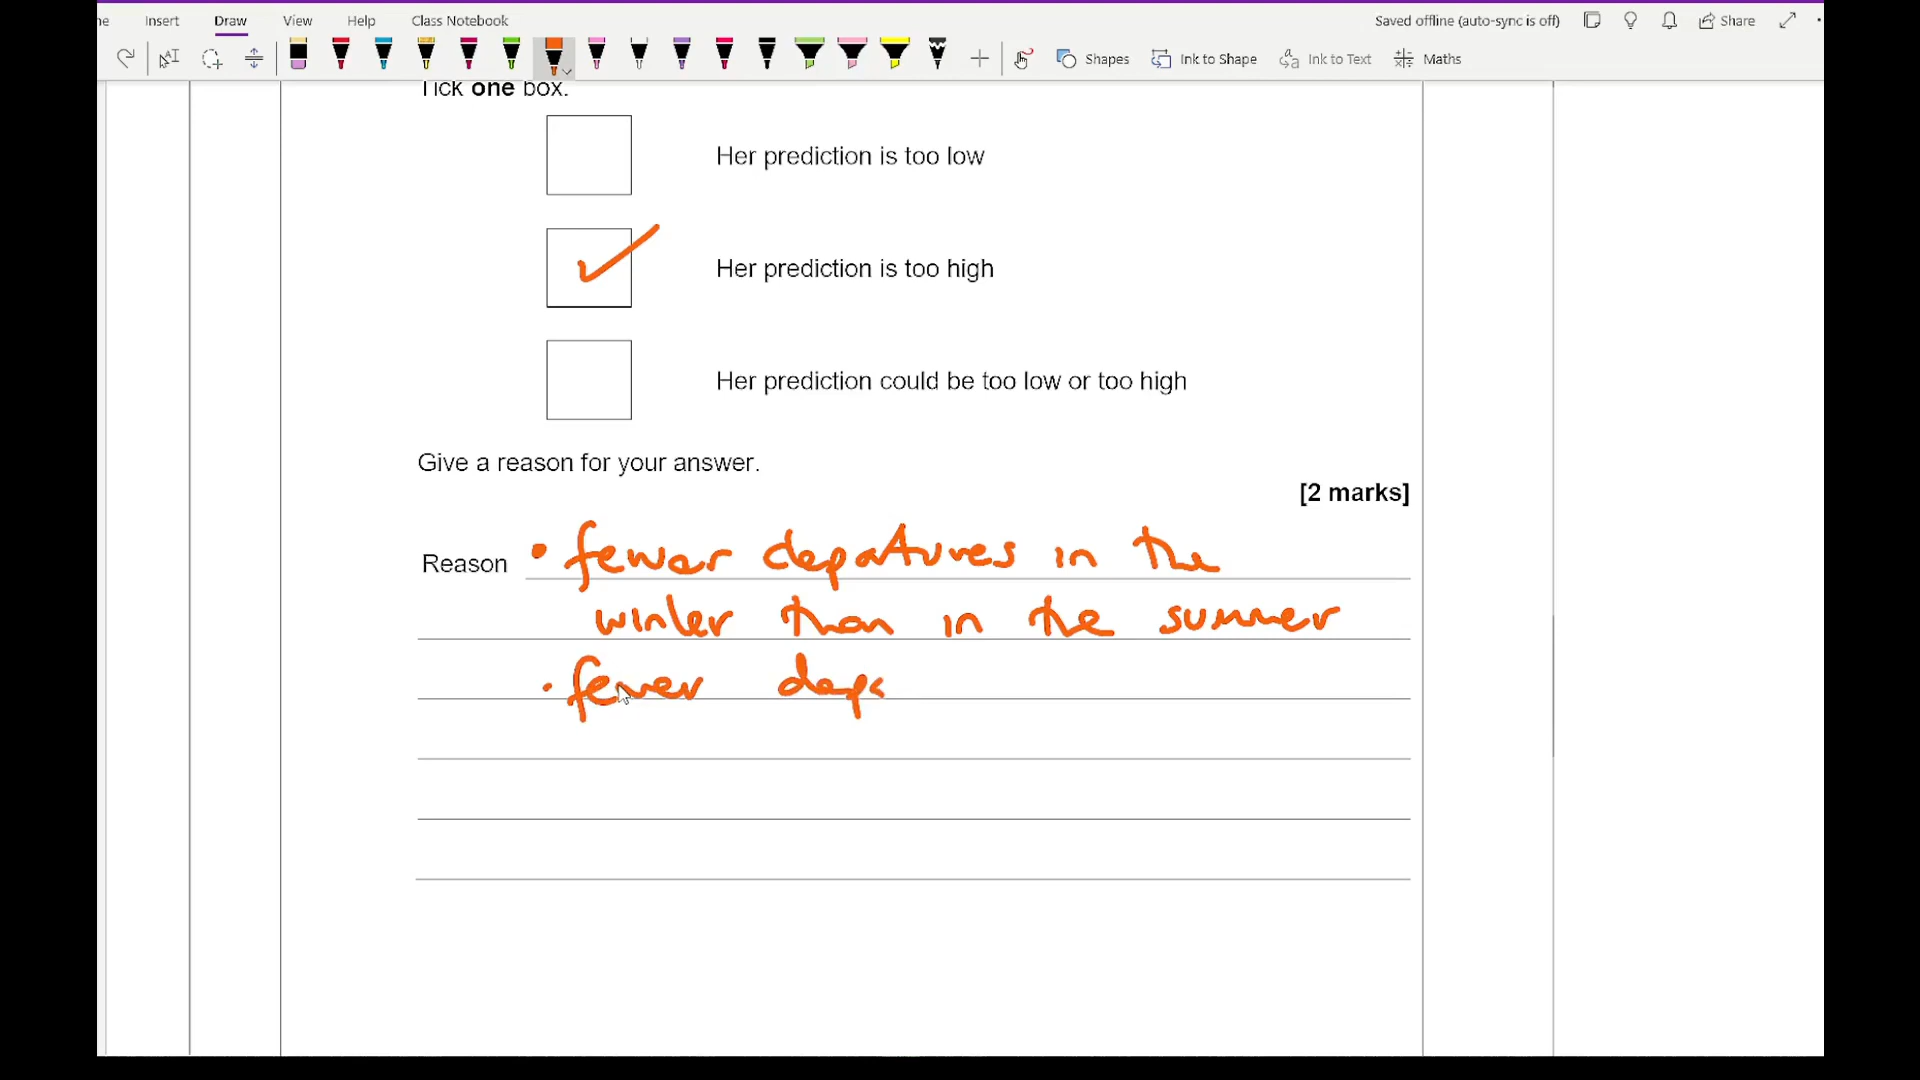 Insert Draw View Help Class Notebook Saved offline (auto-sync is off) Share
Shapes Ink to Shape Ink to Text Maths
Tick one box.
Her prediction is too low
Her prediction is too high
Her prediction could be too low or too high
Give a reason for your answer.
[2 marks]
Reason • fewer depatures in the
winter than in the summer
• fewer depa